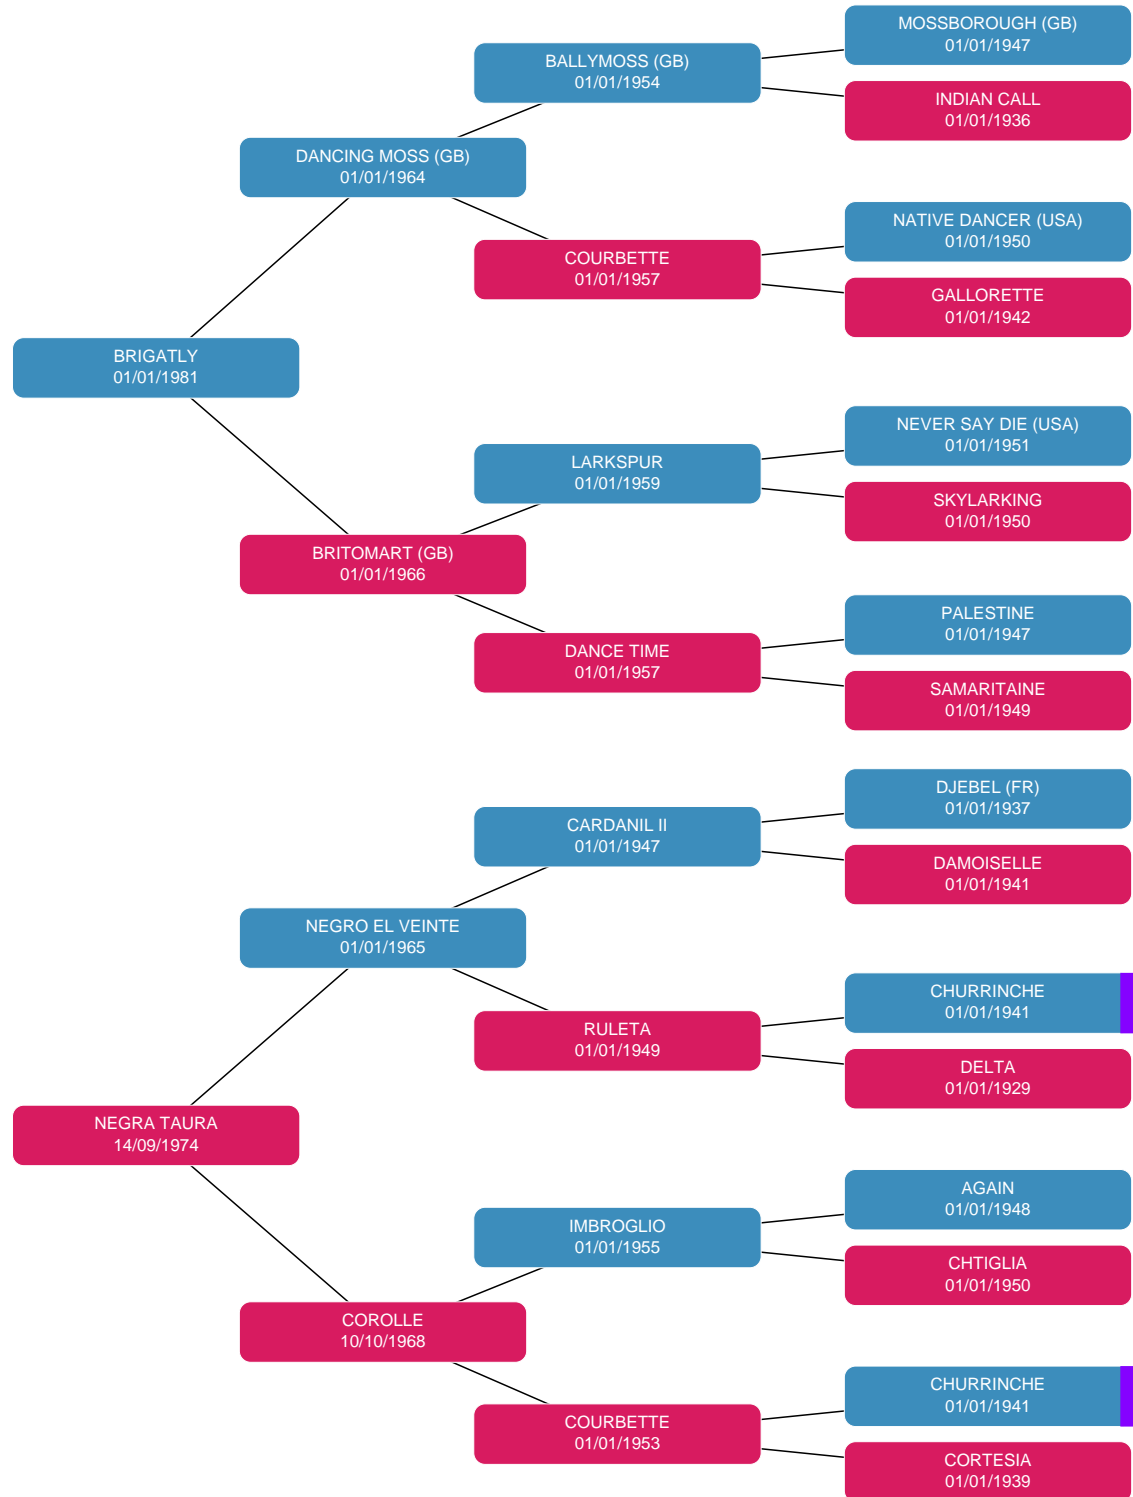 MOSSBOROUGH (GB)
01/01/1947
BALLYMOSS (GB)
01/01/1954
INDIAN CALL
01/01/1936
DANCING MOSS (GB)
01/01/1964
NATIVE DANCER (USA)
01/01/1950
COURBETTE
01/01/1957
GALLORETTE
01/01/1942
BRIGATLY
01/01/1981
NEVER SAY DIE (USA)
01/01/1951
LARKSPUR
01/01/1959
SKYLARKING
01/01/1950
BRITOMART (GB)
01/01/1966
PALESTINE
01/01/1947
DANCE TIME
01/01/1957
SAMARITAINE
01/01/1949
DJEBEL (FR)
01/01/1937
CARDANIL II
01/01/1947
DAMOISELLE
01/01/1941
NEGRO EL VEINTE
01/01/1965
CHURRINCHE
01/01/1941
RULETA
01/01/1949
DELTA
01/01/1929
NEGRA TAURA
14/09/1974
AGAIN
01/01/1948
IMBROGLIO
01/01/1955
CHTIGLIA
01/01/1950
COROLLE
10/10/1968
CHURRINCHE
01/01/1941
COURBETTE
01/01/1953
CORTESIA
01/01/1939